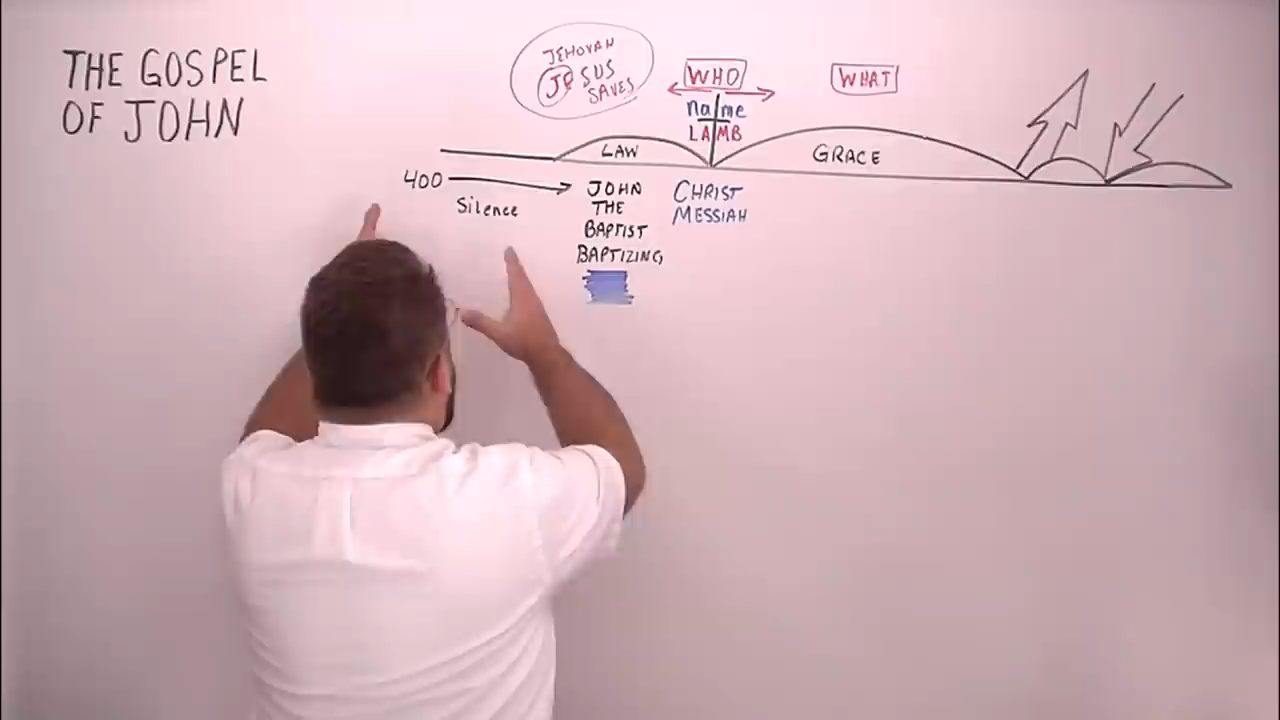 THE GOSPEL
OF JOHN
JEHOVAH
JESUS
SAVES
WHO
WHAT
name
LAMB
LAW
GRACE
400
Silence
JOHN
THE
BAPTIST
BAPTIZING
CHRIST
MESSIAH